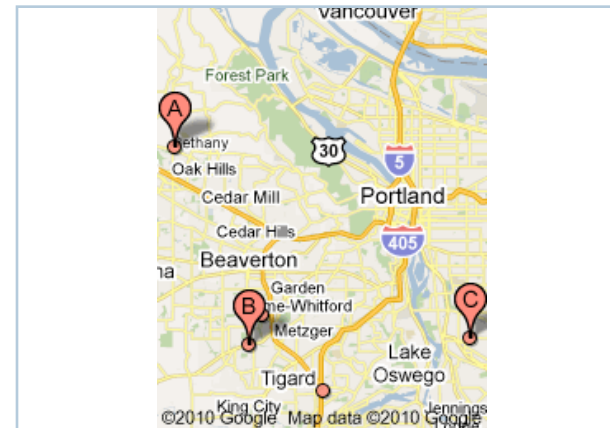 Vancouver
Forest Park
A
ethany
Oak Hills
30
5
Cedar Mill
Portland
Cedar Hills
405
Beaverton
na
Garden
B
me-Whitford
C
Metzger
Lake
Oswego
Tigard
King City
Jennings
©2010 Google Map data ©2010 Google